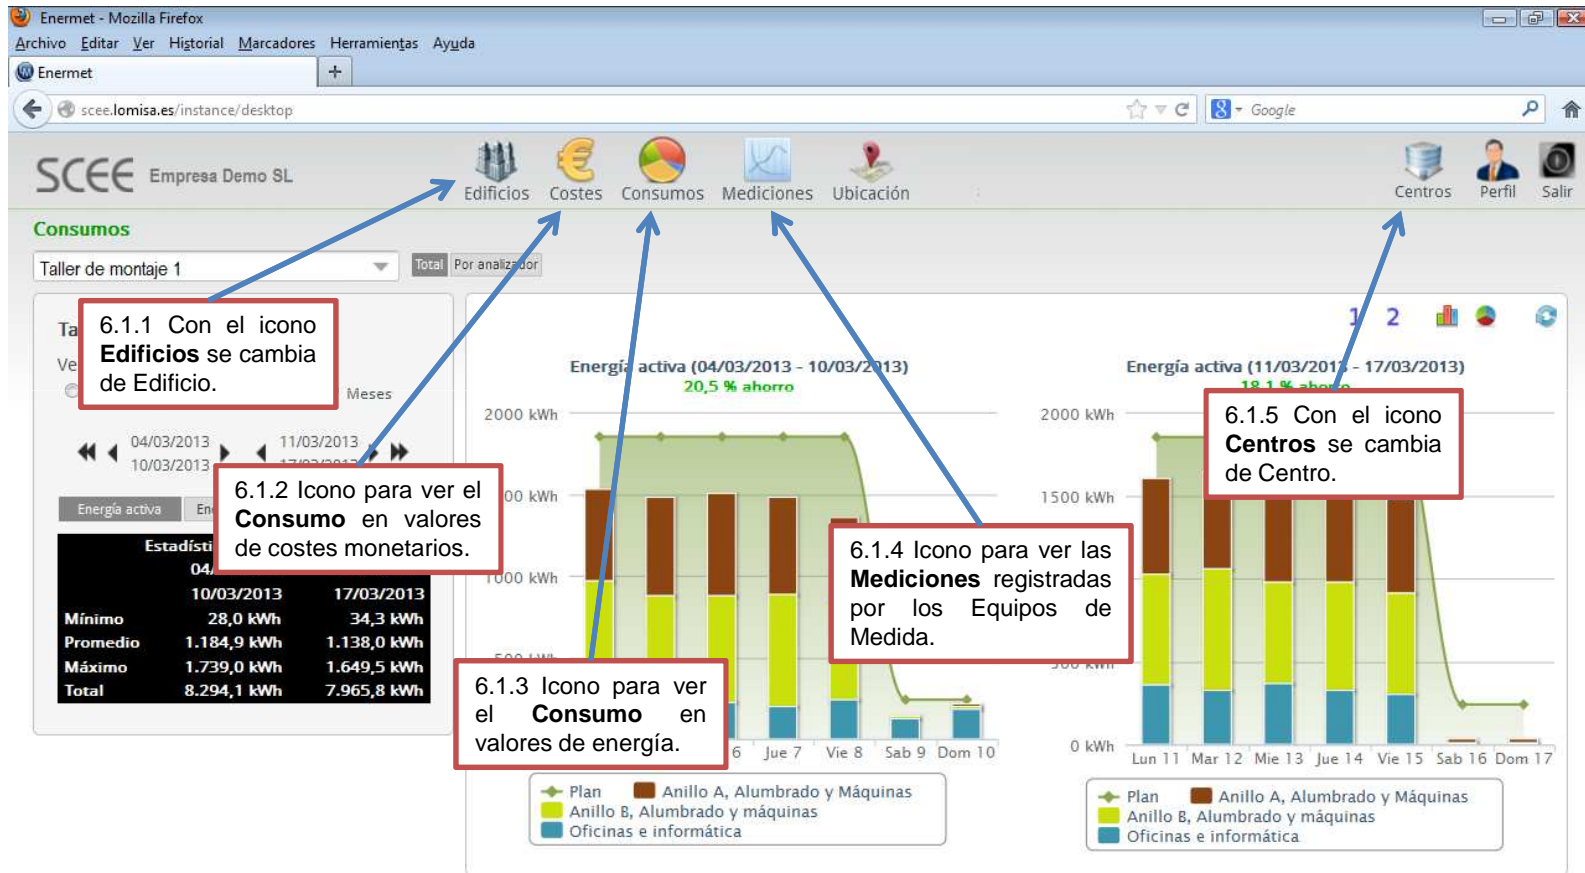 Enermet - Mozilla Firefox
Archivo Editar Ver Historial Marcadores Herramientas Ayuda
Enermet
scee.lomisa.es/instance/desktop
Google
SCEE Empresa Demo SL
Edificios Costes Consumos Mediciones Ubicación
Centros Perfil Salir
Consumos
Taller de montaje 1
Total Por analizador
6.1.1 Con el icono
Edificios se cambia
de Edificio.
Meses
04/03/2013 11/03/2013
10/03/2013
6.1.2 Icono para ver el
Consumo en valores
de costes monetarios.
Energía activa
10/03/2013 17/03/2013
Mínimo 28,0 kWh 34,3 kWh
Promedio 1.184,9 kWh 1.138,0 kWh
Máximo 1.739,0 kWh 1.649,5 kWh
Total 8.294,1 kWh 7.965,8 kWh
1 2
Energía activa (04/03/2013 - 10/03/2013)
20,5 % ahorro
2000 kWh
1000 kWh
6.1.3 Icono para ver
el Consumo en
valores de energía.
6 Jue 7 Vie 8 Sab 9 Dom 10
Plan Anillo A, Alumbrado y Máquinas
Anillo B, Alumbrado y máquinas
Oficinas e informática
6.1.4 Icono para ver las
Mediciones registradas
por los Equipos de
Medida.
Energía activa (11/03/2013 - 17/03/2013)
18,1 % ahorro
2000 kWh
1500 kWh
0 kWh
6.1.5 Con el icono
Centros se cambia
de Centro.
Lun 11 Mar 12 Mie 13 Jue 14 Vie 15 Sab 16 Dom 17
Plan Anillo A, Alumbrado y Máquinas
Anillo B, Alumbrado y máquinas
Oficinas e informática